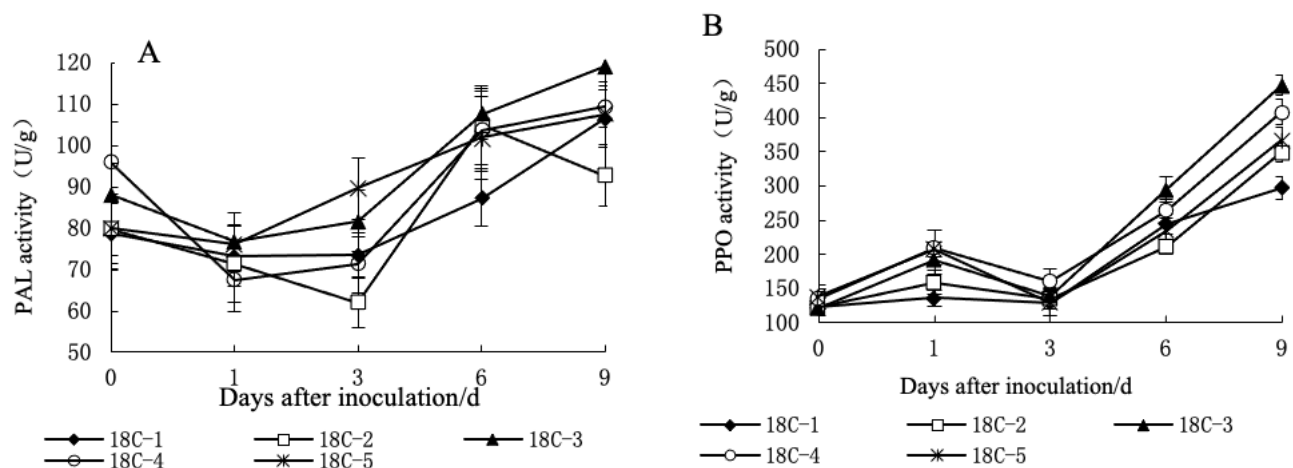 A
PAL activity (U/g)
120
110
100
90
80
70
60
50
0 1 3 6 9
Days after inoculation/d
18C-1 18C-2 18C-3
18C-4 18C-5
B
PPO activity (U/g)
500
450
400
350
300
250
200
150
100
0 1 3 6 9
Days after inoculation/d
18C-1 18C-2 18C-3
18C-4 18C-5